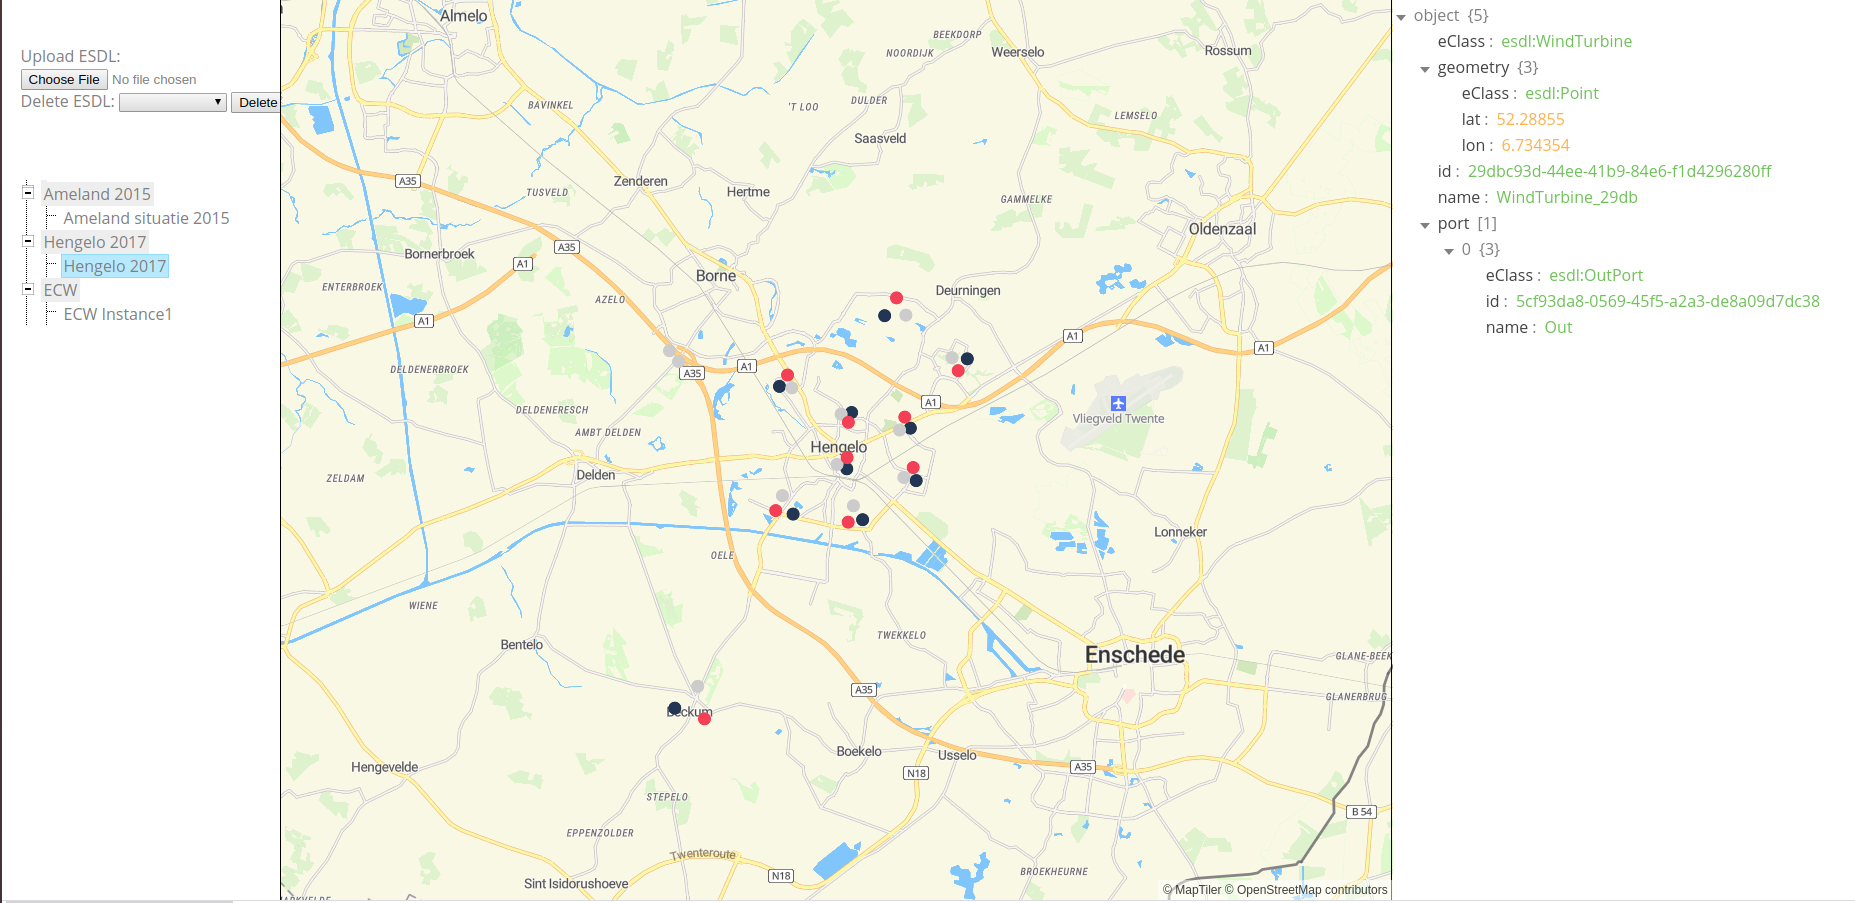 Upload ESDL:
Choose File No file chosen
Delete ESDL: Delete
Ameland 2015
Ameland situatie 2015
Hengelo 2017
Hengelo 2017
ECW
ECW Instance1
Almelo
BEEKDORP
NOORDIJK
Weerselo
Rossum
BAVINKEL
'T LOO
DULDER
LEMSELO
Saasveld
A35
Zenderen
TUSVELD
Hertme
GAMMELKE
Oldenzaal
A35
Bornerbroek
A1
Borne
ENTERBROEK
AZELO
Deurningen
A1
A1
A1
DELDENERBROEK
A35
A1
A1
DELDENERESCH
Vliegveld Twente
AMBT DELDEN
Hengelo
ZELDAM
Delden
Lonneker
OELE
WIENE
TWEKKELO
Bentelo
Enschede
GLANE-BEEK
A35
GLANERBRUG
Beckum
Boekelo
Usselo
Hengevelde
N18
A35
STEPELO
B 54
EPPENZOLDER
Twenteroute
N18
BROEKHEURNE
Sint Isidorushoeve
© MapTiler © OpenStreetMap contributors
object {5}
eClass : esdl:WindTurbine
geometry {3}
eClass : esdl:Point
lat : 52.28855
lon : 6.734354
id : 29dbc93d-44ee-41b9-84e6-f1d4296280ff
name : WindTurbine_29db
port [1]
0 {3}
eClass : esdl:OutPort
id : 5cf93da8-0569-45f5-a2a3-de8a09d7dc38
name : Out